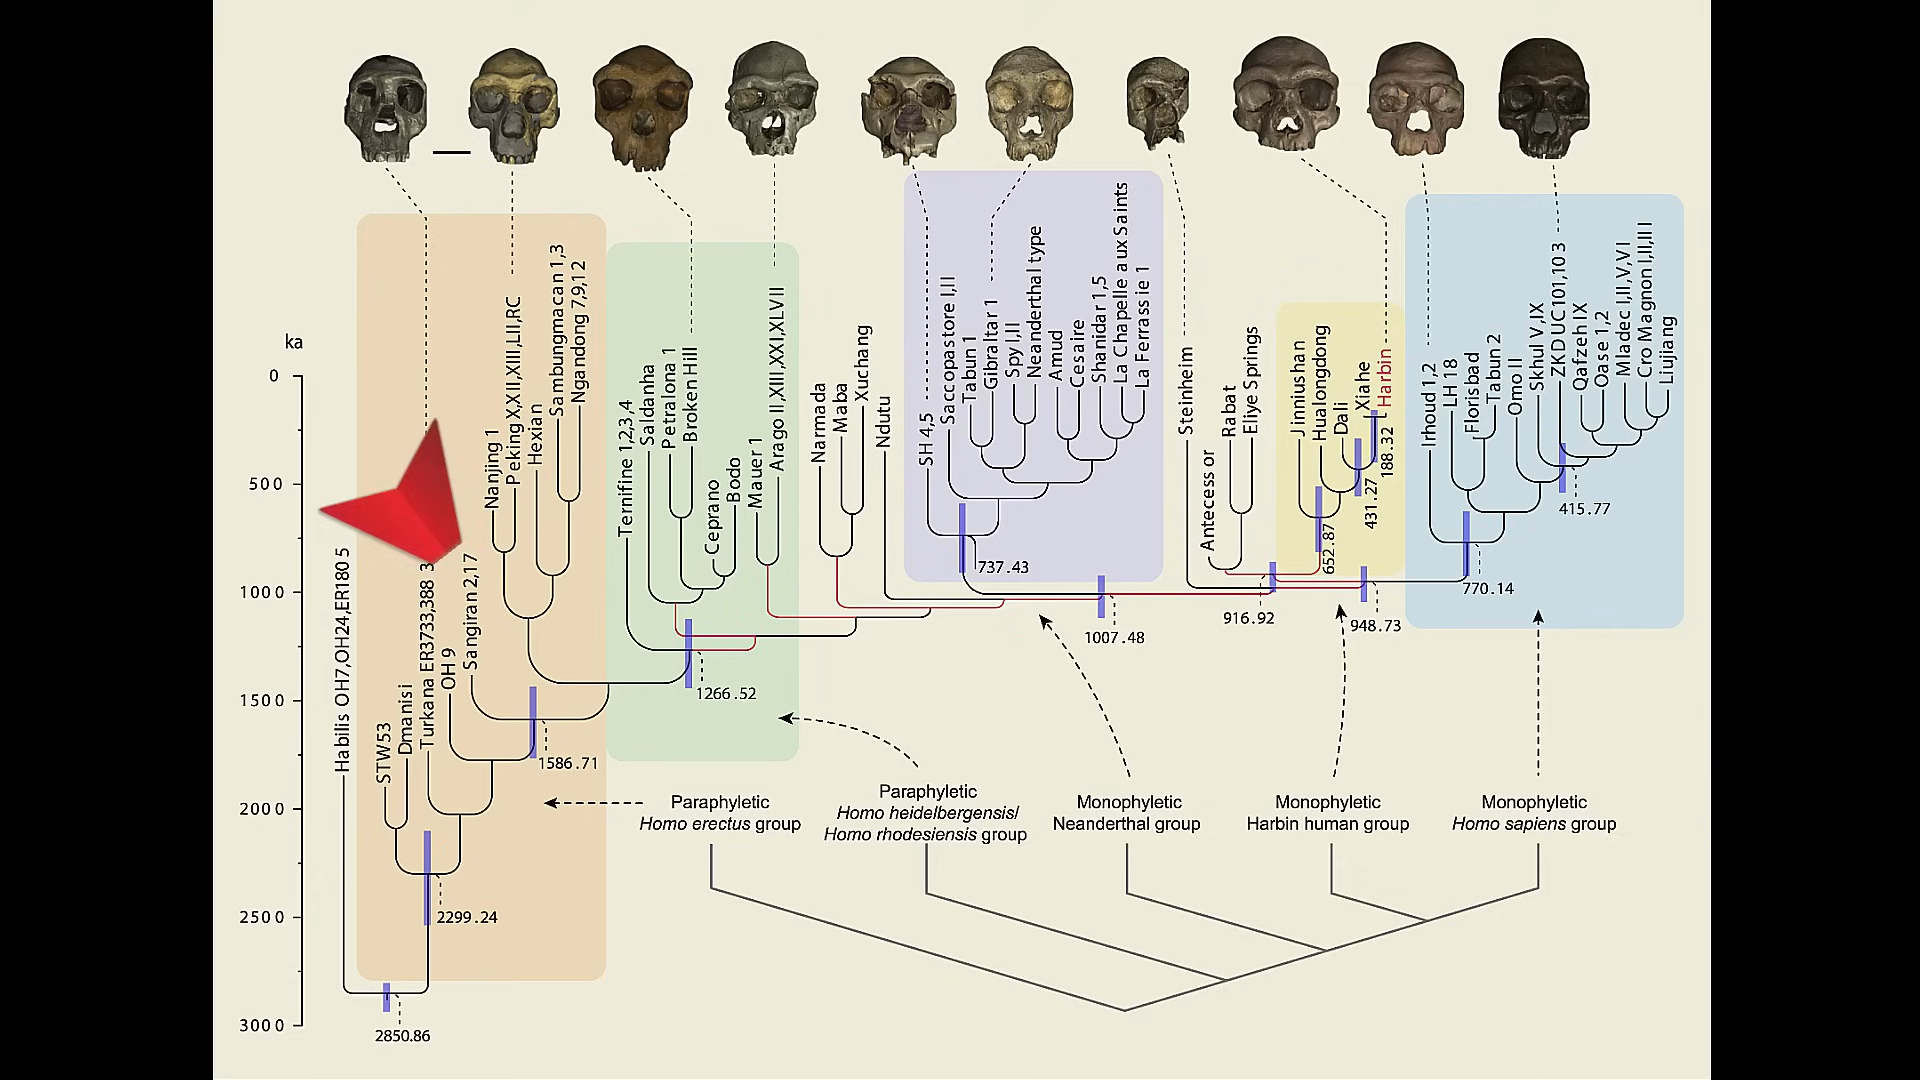 ka
0
500
1000
1500
2000
2500
3000
Habilis OH7,OH24,ER1805
STW53
Dmanisi
Turkana ER3733,3883
OH 9
Sangiran 2,17
Nanjing 1
Peking X,XII,XIII,LII,RC
Hexian
Sambungmacan 1,3
Ngandong 7,9,12
Ternifine 1,2,3,4
Saldanha
Petralona 1
Broken Hill
Ceprano
Bodo
Mauer 1
Arago II,XIII,XXI,XLVII
Narmada
Maba
Xuchang
Ndutu
SH 4,5
Saccopastore I,II
Tabun 1
Gibraltar 1
Spy I,II
Neanderthal type
Amud
Cesaire
Shanidar 1,5
La Chapelle aux Saints
La Ferrassie 1
Steinheim
Antecessor
Rabat
Eliye Springs
Jinniushan
Hualongdong
Dali
Xiahe
Harbin
Irhoud 1,2
LH 18
Florisbad
Tabun 2
Omo II
Skhul V,IX
ZKD UC101,103
Qafzeh IX
Oase 1,2
Mladec I,II,V,VI
Cro Magnon I,II,III
Liujiang
2850.86
2299.24
1586.71
1266.52
737.43
1007.48
916.92
652.87
431.27
188.32
948.73
770.14
415.77
Paraphyletic
Homo erectus group
Paraphyletic
Homo heidelbergensis/
Homo rhodesiensis group
Monophyletic
Neanderthal group
Monophyletic
Harbin human group
Monophyletic
Homo sapiens group